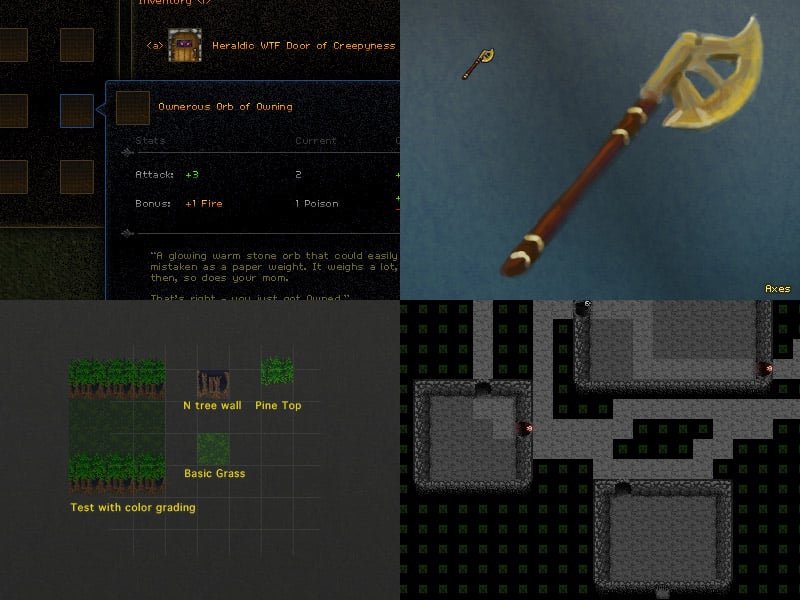 Inventory <i>
<a> Heraldic WTF Door of Creepyness
Ownerous Orb of Owning
Stats Current
Attack: +3 2
Bonus: +1 Fire 1 Poison
"A glowing warm stone orb that could easily
mistaken as a paper weight. It weighs a lot,
then, so does your mom.
That's right - you just got Owned."
Axes
N tree wall Pine Top
Basic Grass
Test with color grading